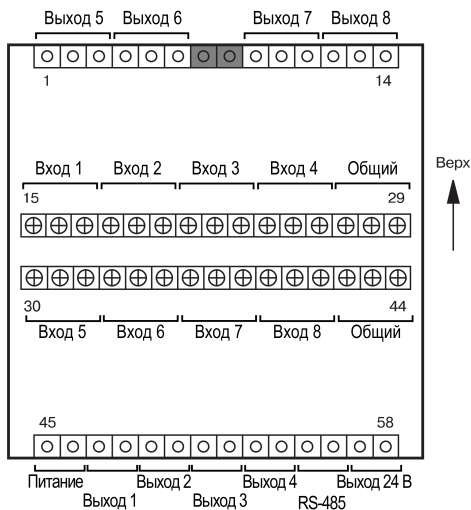 Выход 5 Выход 6 Выход 7 Выход 8
1 14
Верх
Вход 1 Вход 2 Вход 3 Вход 4 Общий
15 29
30 44
Вход 5 Вход 6 Вход 7 Вход 8 Общий
45 58
Питание Выход 2 Выход 4 Выход 24 В
Выход 1 Выход 3 RS-485